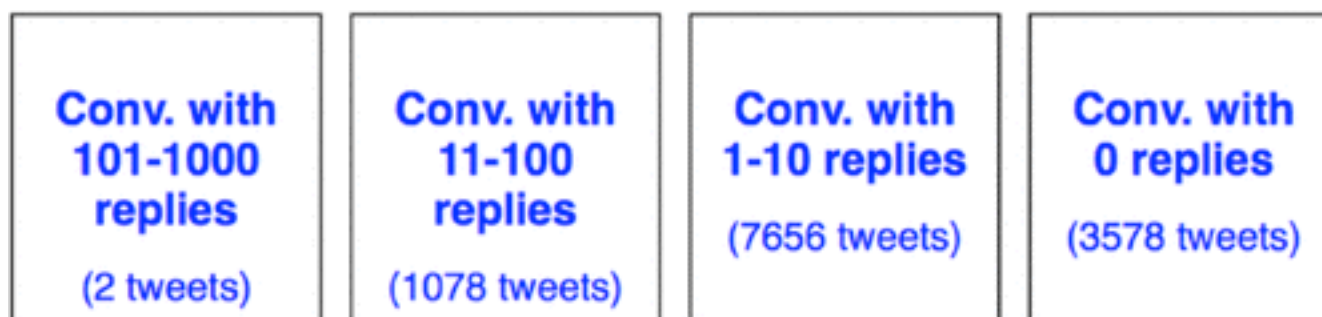 Conv. with
101-1000
replies
(2 tweets)
Conv. with
11-100
replies
(1078 tweets)
Conv. with
1-10 replies
(7656 tweets)
Conv. with
0 replies
(3578 tweets)